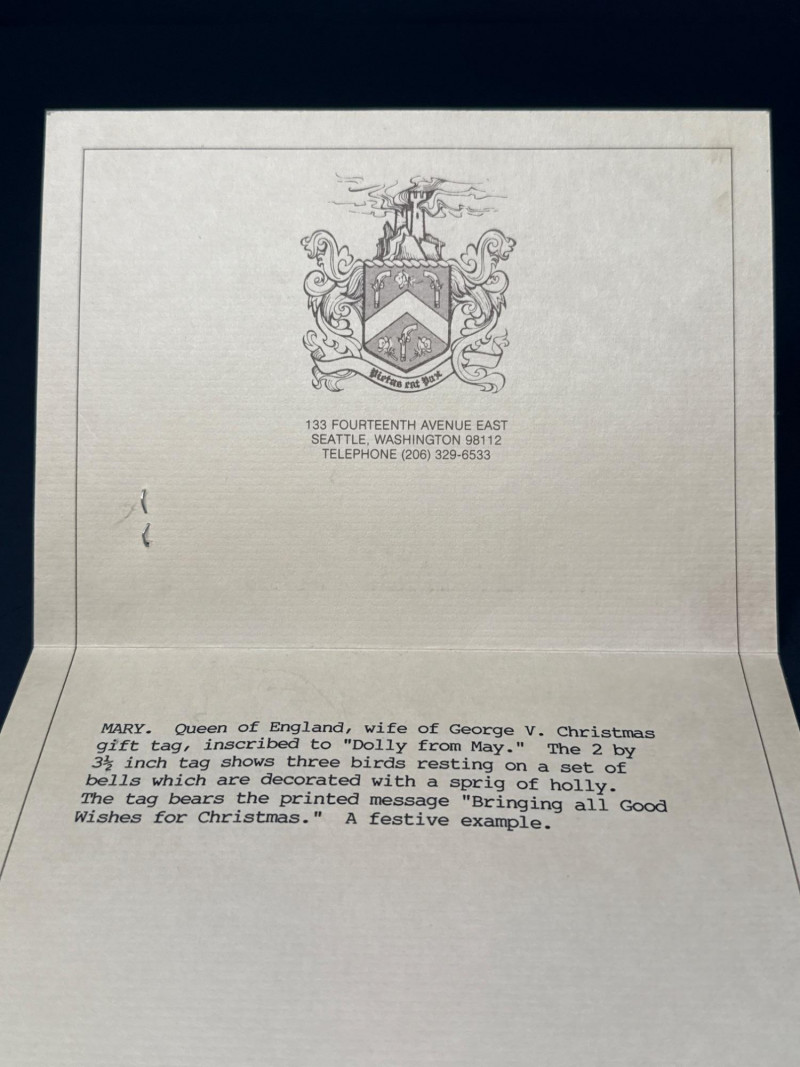 Pietas est Pax
133 FOURTEENTH AVENUE EAST
SEATTLE, WASHINGTON 98112
TELEPHONE (206) 329-6533
MARY. Queen of England, wife of George V. Christmas
gift tag, inscribed to "Dolly from May." The 2 by
3½ inch tag shows three birds resting on a set of
bells which are decorated with a sprig of holly.
The tag bears the printed message "Bringing all Good
Wishes for Christmas." A festive example.